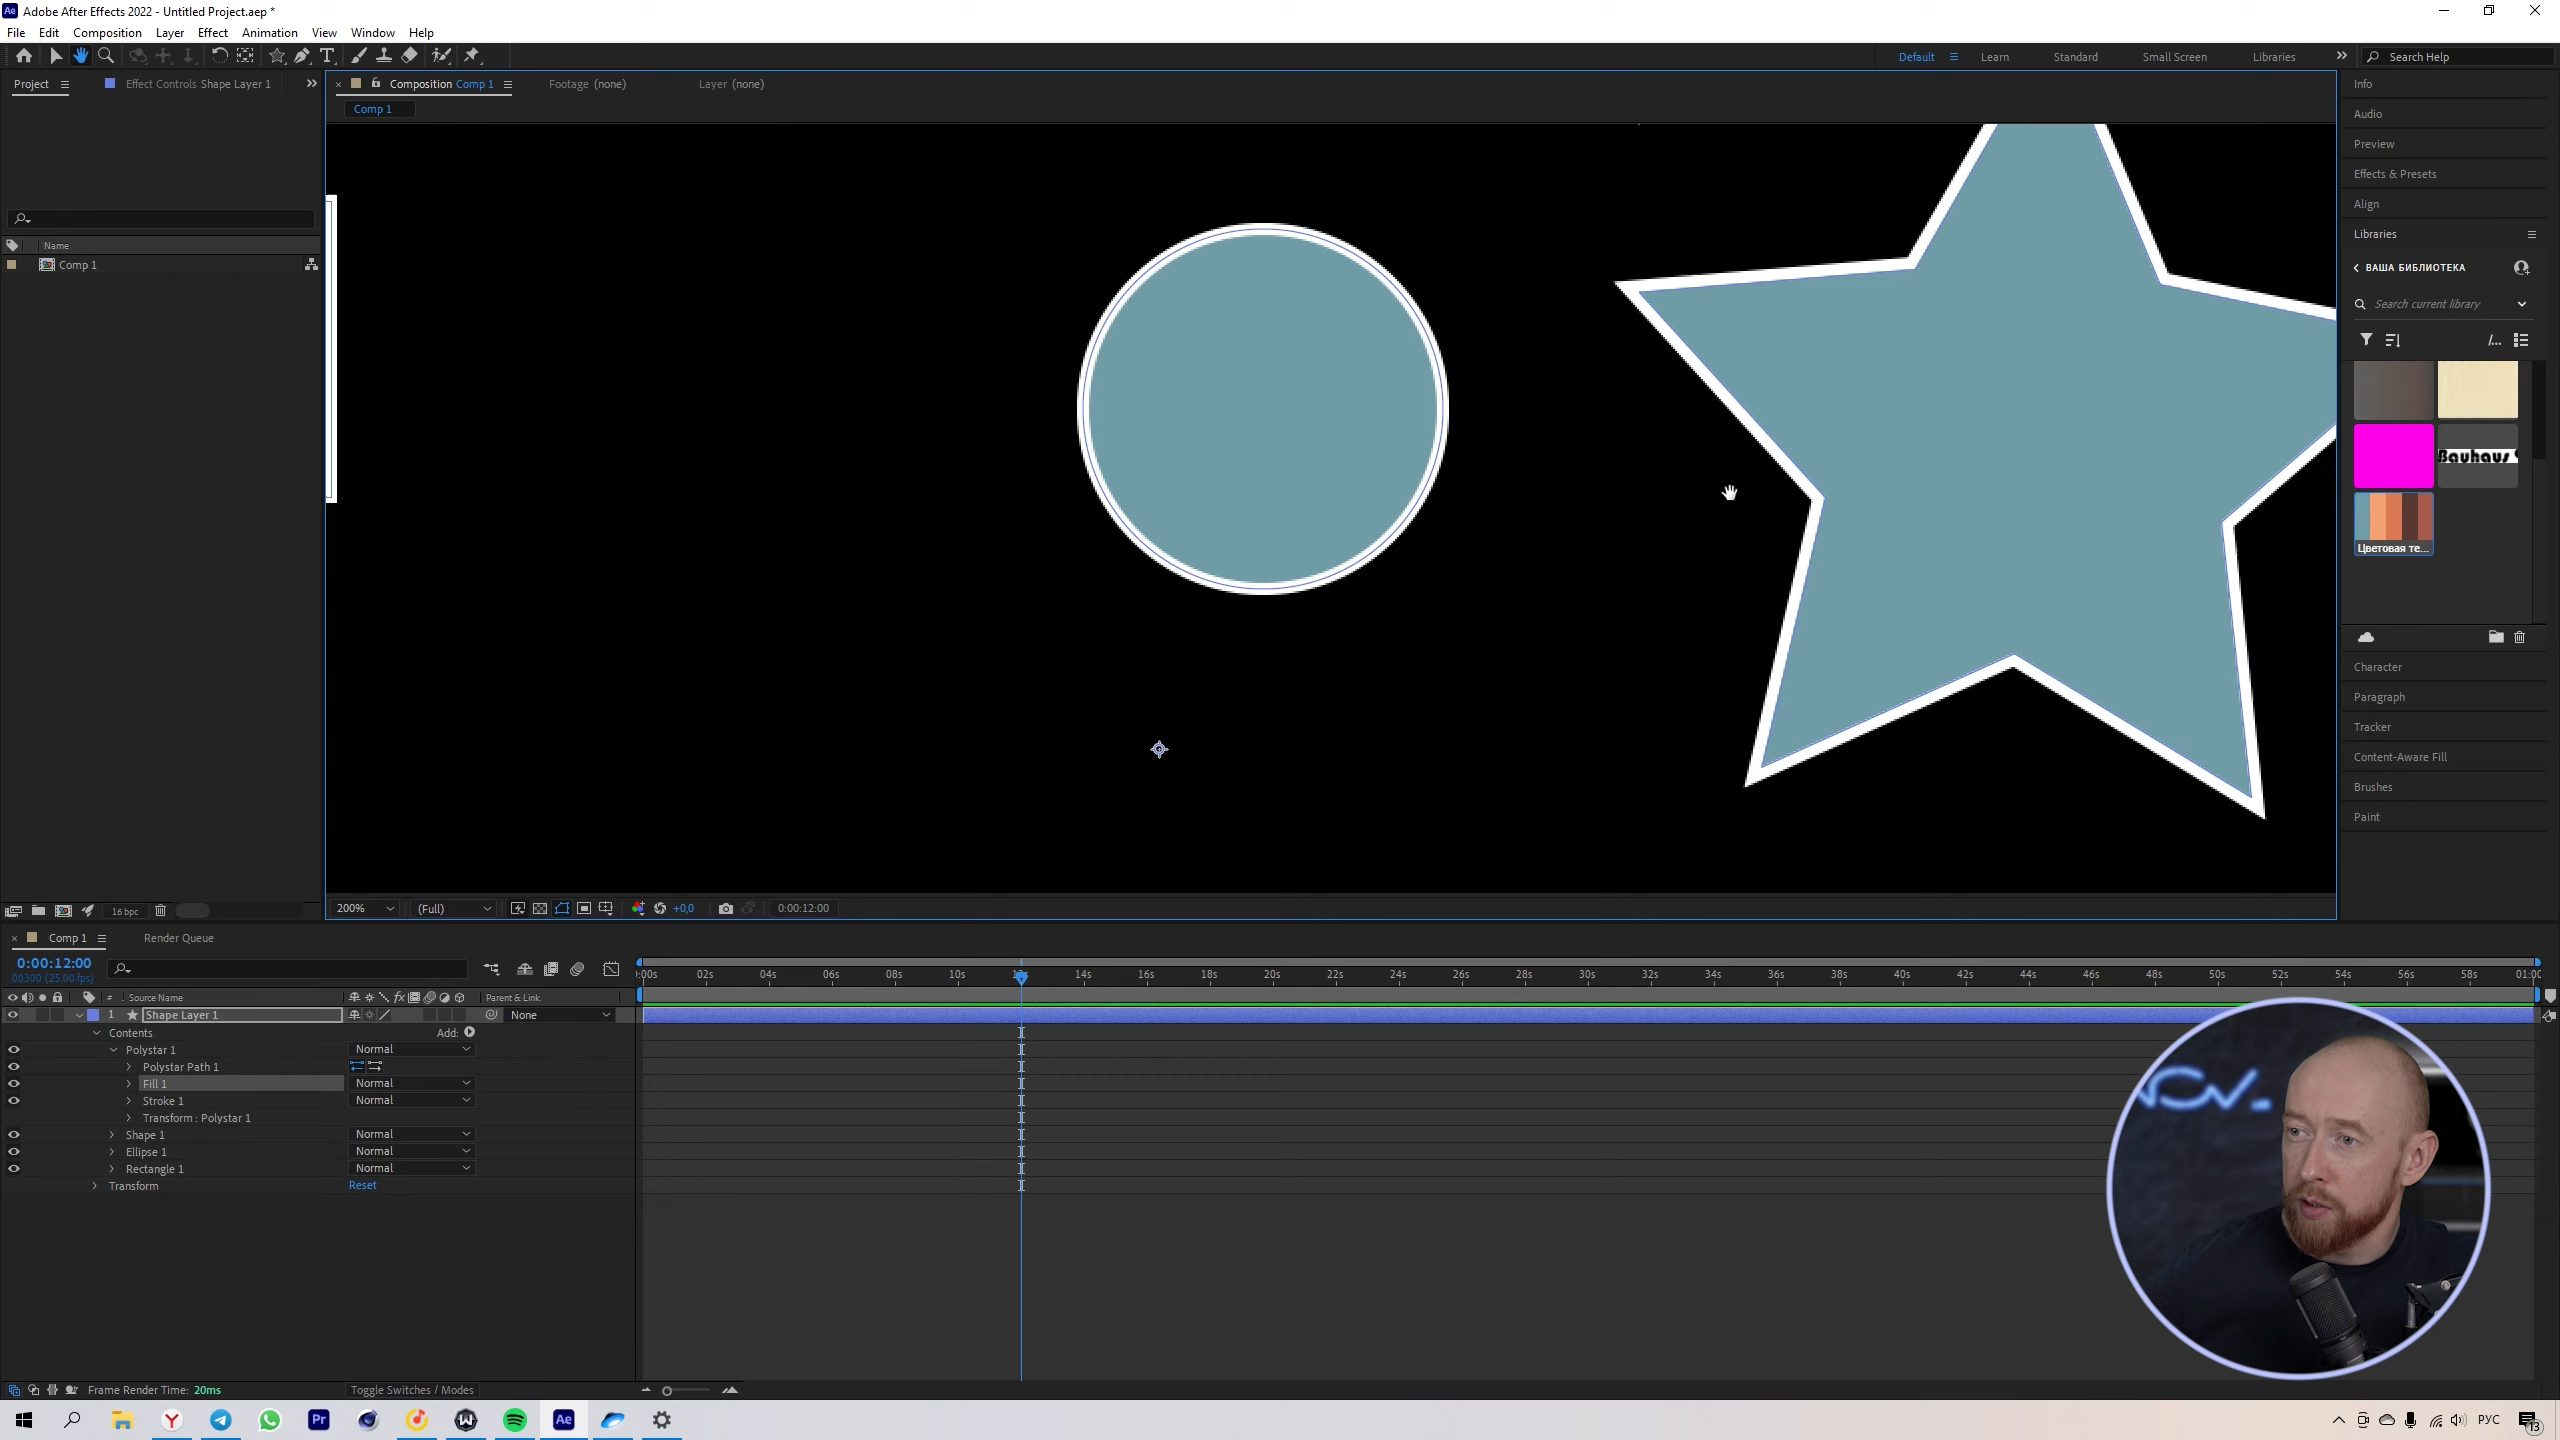 Adobe After Effects 2022 - Untitled Project.aep *
File Edit Composition Layer Effect Animation View Window Help
Default Learn Standard Small Screen Libraries Search Help
Project Effect Controls Shape Layer 1
Composition Comp 1 Footage (none) Layer (none)
Comp 1
Name
Comp 1
Info
Audio
Preview
Effects & Presets
Align
Libraries
ВАША БИБЛИОТЕКА
Search current library
/...
Bauhaus 9
Цветовая те...
Character
Paragraph
Tracker
Content-Aware Fill
Brushes
Paint
16 bpc
200% (Full) +0,0 0:00:12:00
Comp 1 Render Queue
0:00:12:00
00300 (25.00 fps)
:00s 02s 04s 06s 08s 10s 12s 14s 16s 18s 20s 22s 24s 26s 28s 30s 32s 34s 36s 38s 40s 42s 44s 46s 48s 50s 52s 54s 56s 58s 01:00
# Source Name Parent & Link
1 Shape Layer 1 None
Contents Add:
Polystar 1 Normal
Polystar Path 1
Fill 1 Normal
Stroke 1 Normal
Transform : Polystar 1
Shape 1 Normal
Ellipse 1 Normal
Rectangle 1 Normal
Transform Reset
Frame Render Time: 20ms Toggle Switches / Modes
Pr Ae
РУС
13